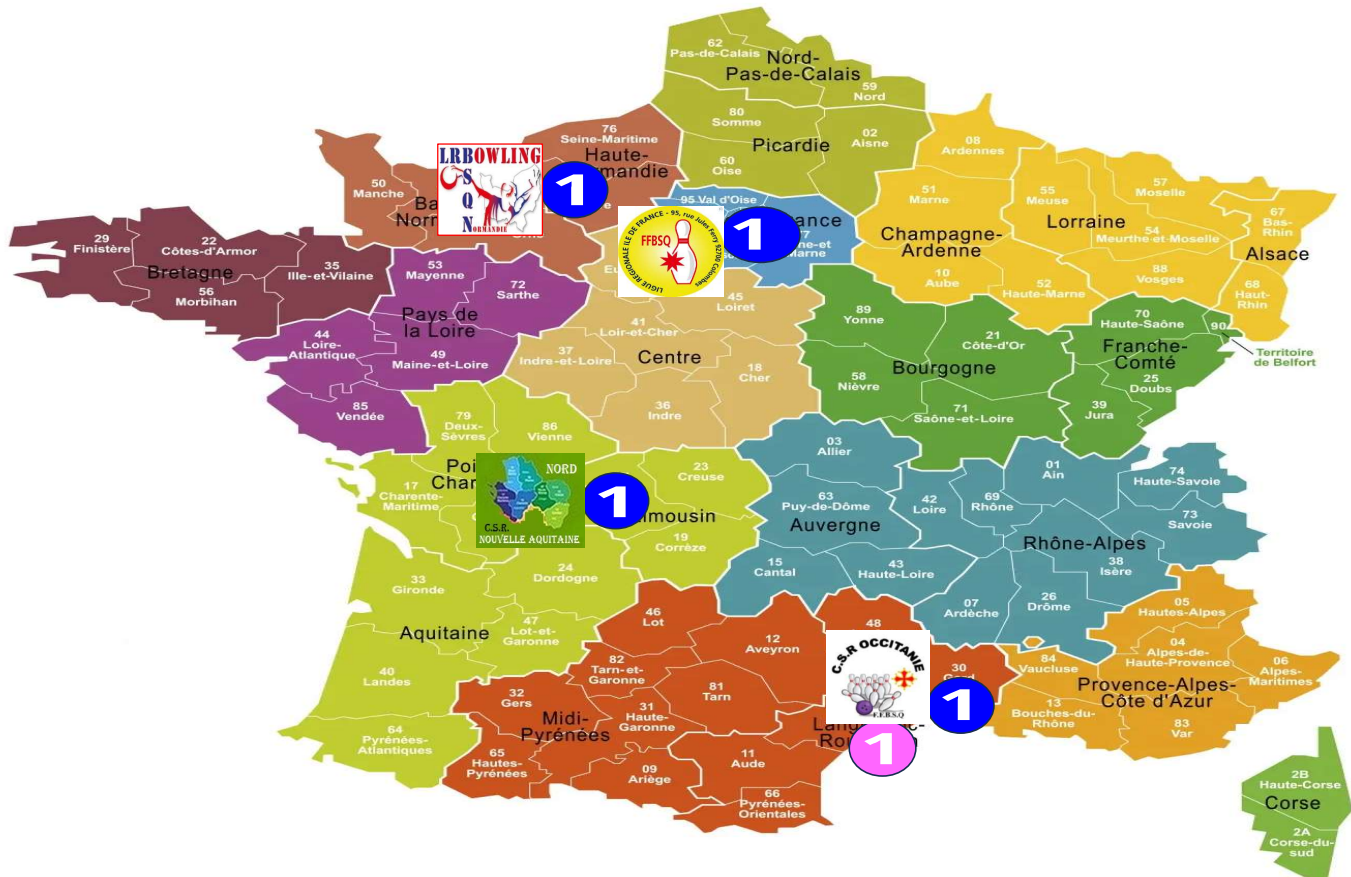 62
Pas-de-Calais
Nord-
Pas-de-Calais
59
Nord
80
Somme
Picardie
02
Aisne
60
Oise
76
Seine-Maritime
Haute-
LRBOWLING
B
S
Q
N
NORMANDIE
1
50
Manche
08
Ardennes
51
Marne
Champagne-
Ardenne
10
Aube
52
Haute-Marne
55
Meuse
57
Moselle
Lorraine
54
Meurthe-et-Moselle
88
Vosges
67
Bas-
Rhin
Alsace
68
Haut-
Rhin
95 Val d'Oise
FFBSQ
LIGUE REGIONALE ILE DE FRANCE - 95, rue Jules Ferry 92700 Colombes
1
Marne
29
Finistère
22
Côtes-d'Armor
Bretagne
35
Ille-et-Vilaine
56
Morbihan
53
Mayenne
72
Sarthe
Pays de
la Loire
44
Loire-
Atlantique
49
Maine-et-Loire
85
Vendée
45
Loiret
41
Loir-et-Cher
37
Indre-et-Loire
Centre
18
Cher
36
Indre
89
Yonne
21
Côte-d'Or
Bourgogne
58
Nièvre
71
Saône-et-Loire
70
Haute-Saône
90
Territoire
de Belfort
Franche-
Comté
25
Doubs
39
Jura
79
Deux-
Sèvres
86
Vienne
NORD
C.S.R.
NOUVELLE AQUITAINE
1
17
Charente-
Maritime
23
Creuse
19
Corrèze
24
Dordogne
33
Gironde
Aquitaine
47
Lot-et-
Garonne
40
Landes
64
Pyrénées-
Atlantiques
03
Allier
63
Puy-de-Dôme
Auvergne
15
Cantal
43
Haute-Loire
42
Loire
69
Rhône
01
Ain
74
Haute-Savoie
73
Savoie
Rhône-Alpes
38
Isère
07
Ardèche
26
Drôme
46
Lot
12
Aveyron
48
82
Tarn-et-
Garonne
81
Tarn
32
Gers
31
Haute-
Garonne
Midi-
Pyrénées
65
Hautes-
Pyrénées
09
Ariège
11
Aude
66
Pyrénées-
Orientales
C.S.R OCCITANIE
F.F.B.S.Q
30
1
1
05
Hautes-Alpes
04
Alpes-de-
Haute-Provence
06
Alpes-
Maritimes
84
Vaucluse
Provence-Alpes-
Côte d'Azur
13
Bouches-du-
Rhône
83
Var
2B
Haute-Corse
Corse
2A
Corse-du-
sud